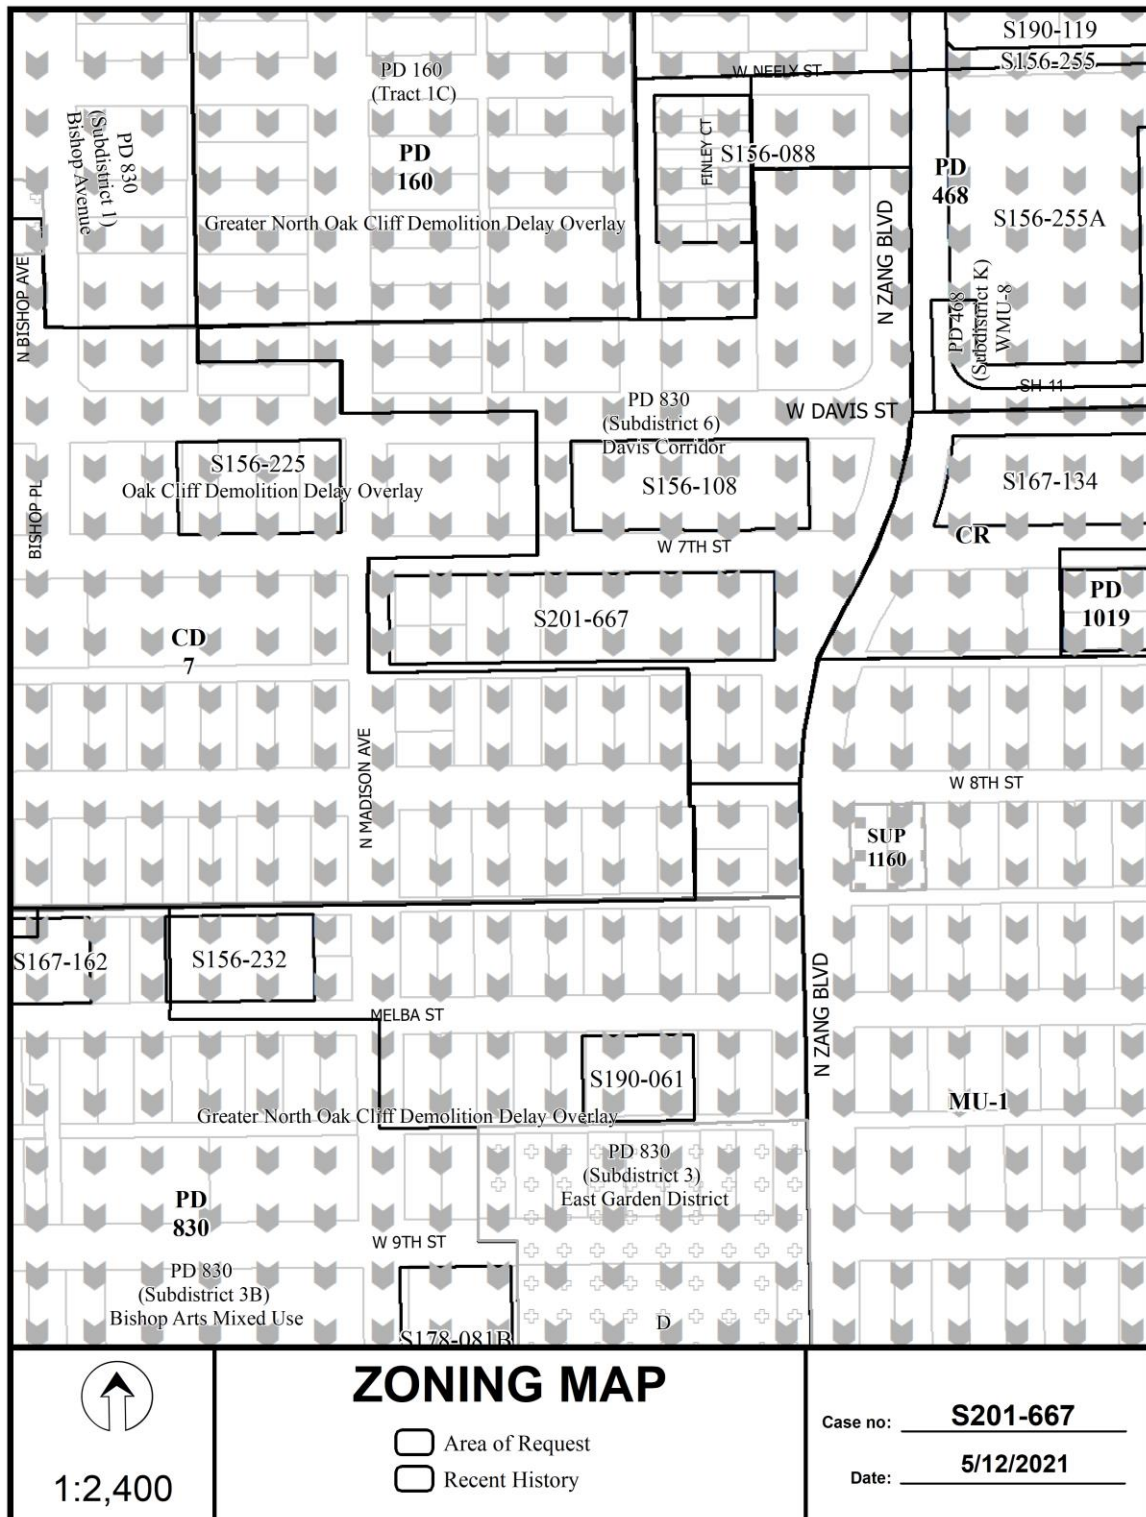 S190-119
S156-255
W NEELY ST
PD 160
(Tract 1C)
PD 830
(Subdistrict 1)
Bishop Avenue
PD
160
FINLEY CT
S156-088
PD
468
Greater North Oak Cliff Demolition Delay Overlay
S156-255A
N ZANG BLVD
N BISHOP AVE
PD 468
(Subdistrict K)
WMU-8
SH 11
PD 830
(Subdistrict 6)
Davis Corridor
W DAVIS ST
S156-225
Oak Cliff Demolition Delay Overlay
S156-108
S167-134
BISHOP PL
W 7TH ST
CR
S201-667
PD
1019
CD
7
N MADISON AVE
W 8TH ST
SUP
1160
S167-162
S156-232
MELBA ST
N ZANG BLVD
S190-061
MU-1
Greater North Oak Cliff Demolition Delay Overlay
PD 830
(Subdistrict 3)
East Garden District
PD
830
W 9TH ST
PD 830
(Subdistrict 3B)
Bishop Arts Mixed Use
S178-081B
D
1:2,400
ZONING MAP
Area of Request
Recent History
Case no: S201-667
Date: 5/12/2021